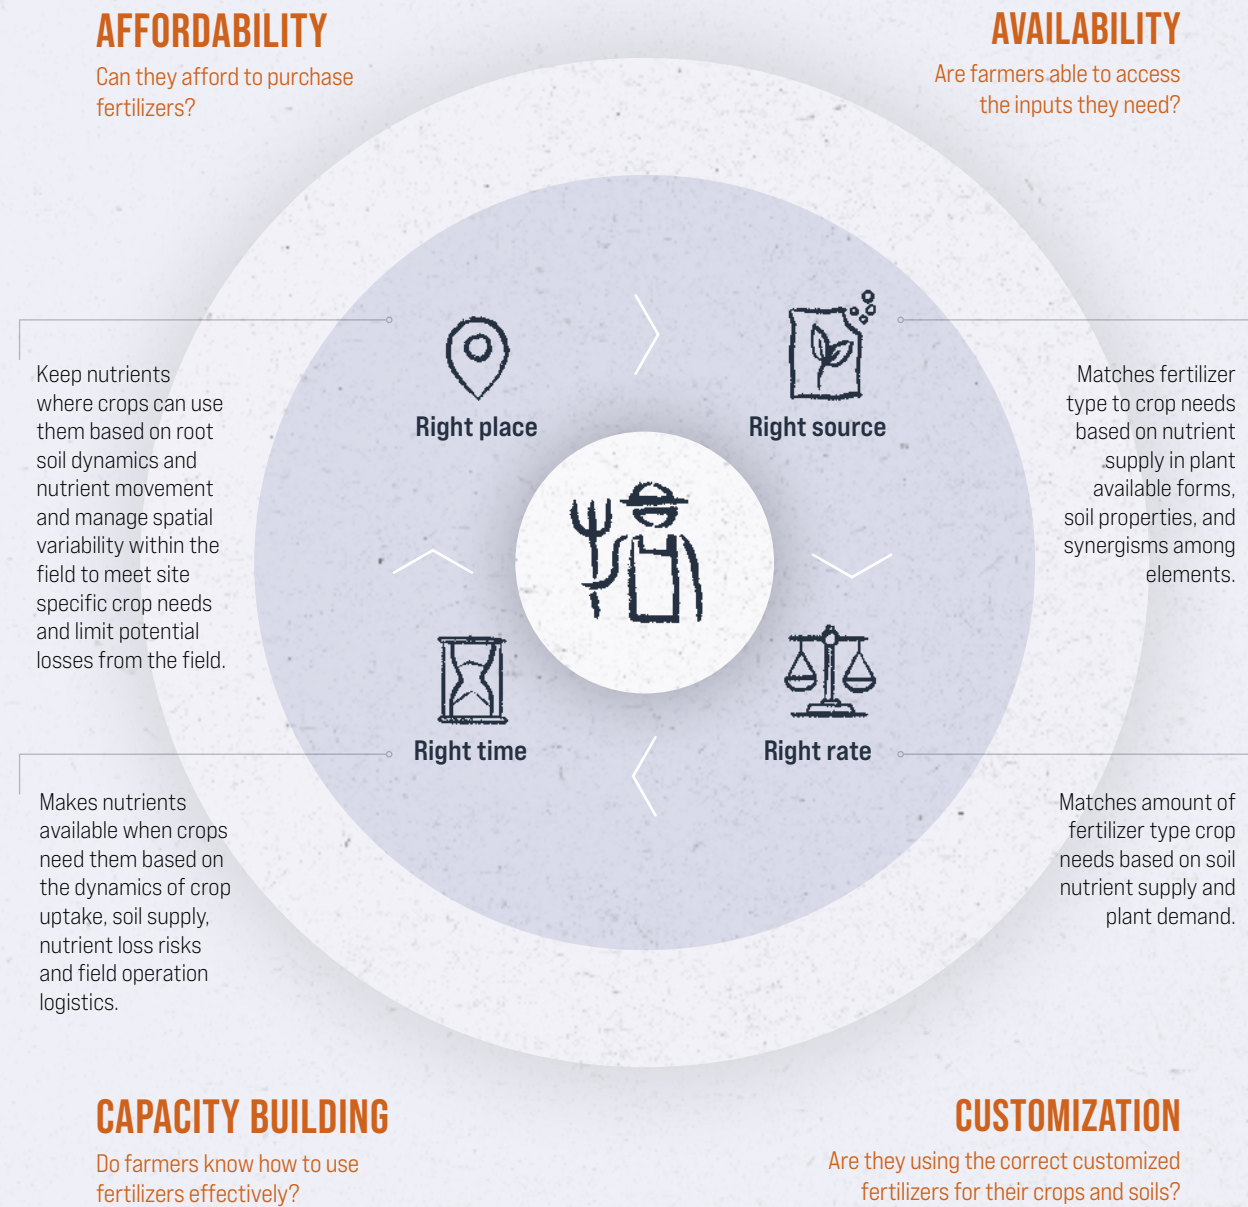 AFFORDABILITY
Can they afford to purchase
fertilizers?
AVAILABILITY
Are farmers able to access
the inputs they need?
Right place
Keep nutrients
where crops can use
them based on root
soil dynamics and
nutrient movement
and manage spatial
variability within the
field to meet site
specific crop needs
and limit potential
losses from the field.
Right source
Matches fertilizer
type to crop needs
based on nutrient
supply in plant
available forms,
soil properties, and
synergisms among
elements.
Right time
Makes nutrients
available when crops
need them based on
the dynamics of crop
uptake, soil supply,
nutrient loss risks
and field operation
logistics.
Right rate
Matches amount of
fertilizer type crop
needs based on soil
nutrient supply and
plant demand.
CAPACITY BUILDING
Do farmers know how to use
fertilizers effectively?
CUSTOMIZATION
Are they using the correct customized
fertilizers for their crops and soils?